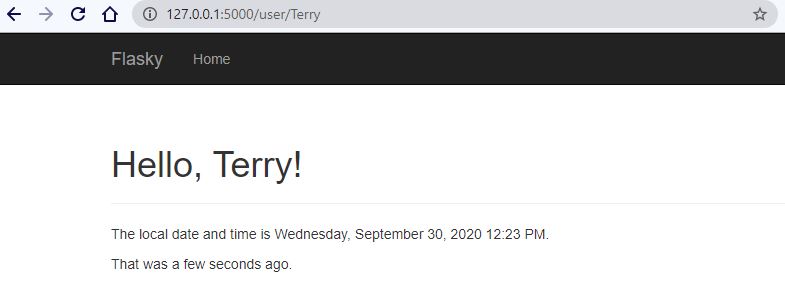 127.0.0.1:5000/user/Terry
Flasky Home
Hello, Terry!
The local date and time is Wednesday, September 30, 2020 12:23 PM.
That was a few seconds ago.